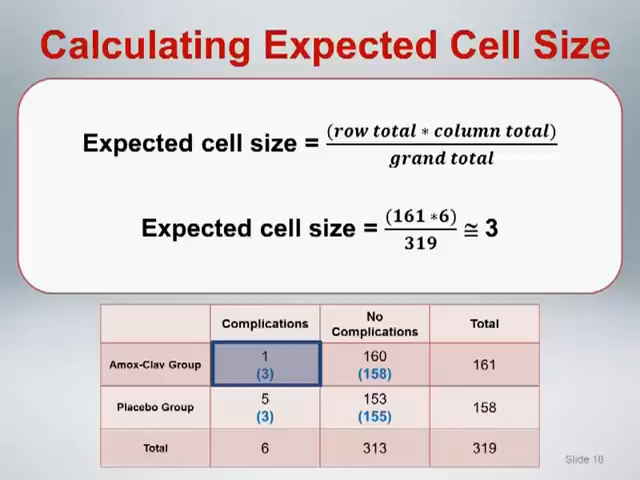 Calculating Expected Cell Size
Expected cell size = (row total * column total)
grand total
Expected cell size = (161 *6)
319
≅ 3
Complications No Complications Total
Amox-Clav Group 1 (3) 160 (158) 161
Placebo Group 5 (3) 153 (155) 158
Total 6 313 319
Slide 18